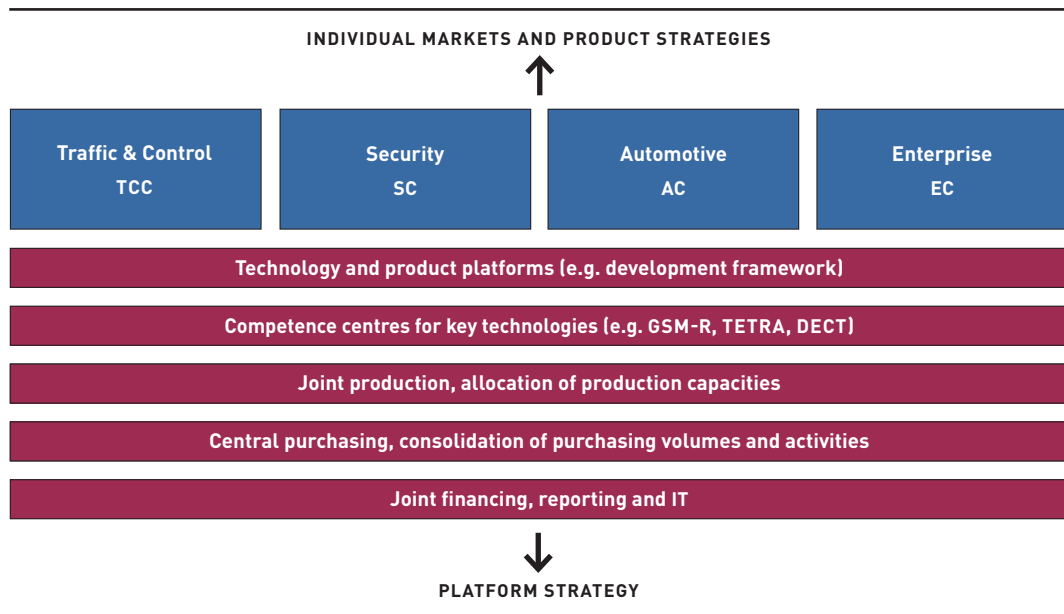 INDIVIDUAL MARKETS AND PRODUCT STRATEGIES
Traffic & Control
TCC
Security
SC
Automotive
AC
Enterprise
EC
Technology and product platforms (e.g. development framework)
Competence centres for key technologies (e.g. GSM-R, TETRA, DECT)
Joint production, allocation of production capacities
Central purchasing, consolidation of purchasing volumes and activities
Joint financing, reporting and IT
PLATFORM STRATEGY